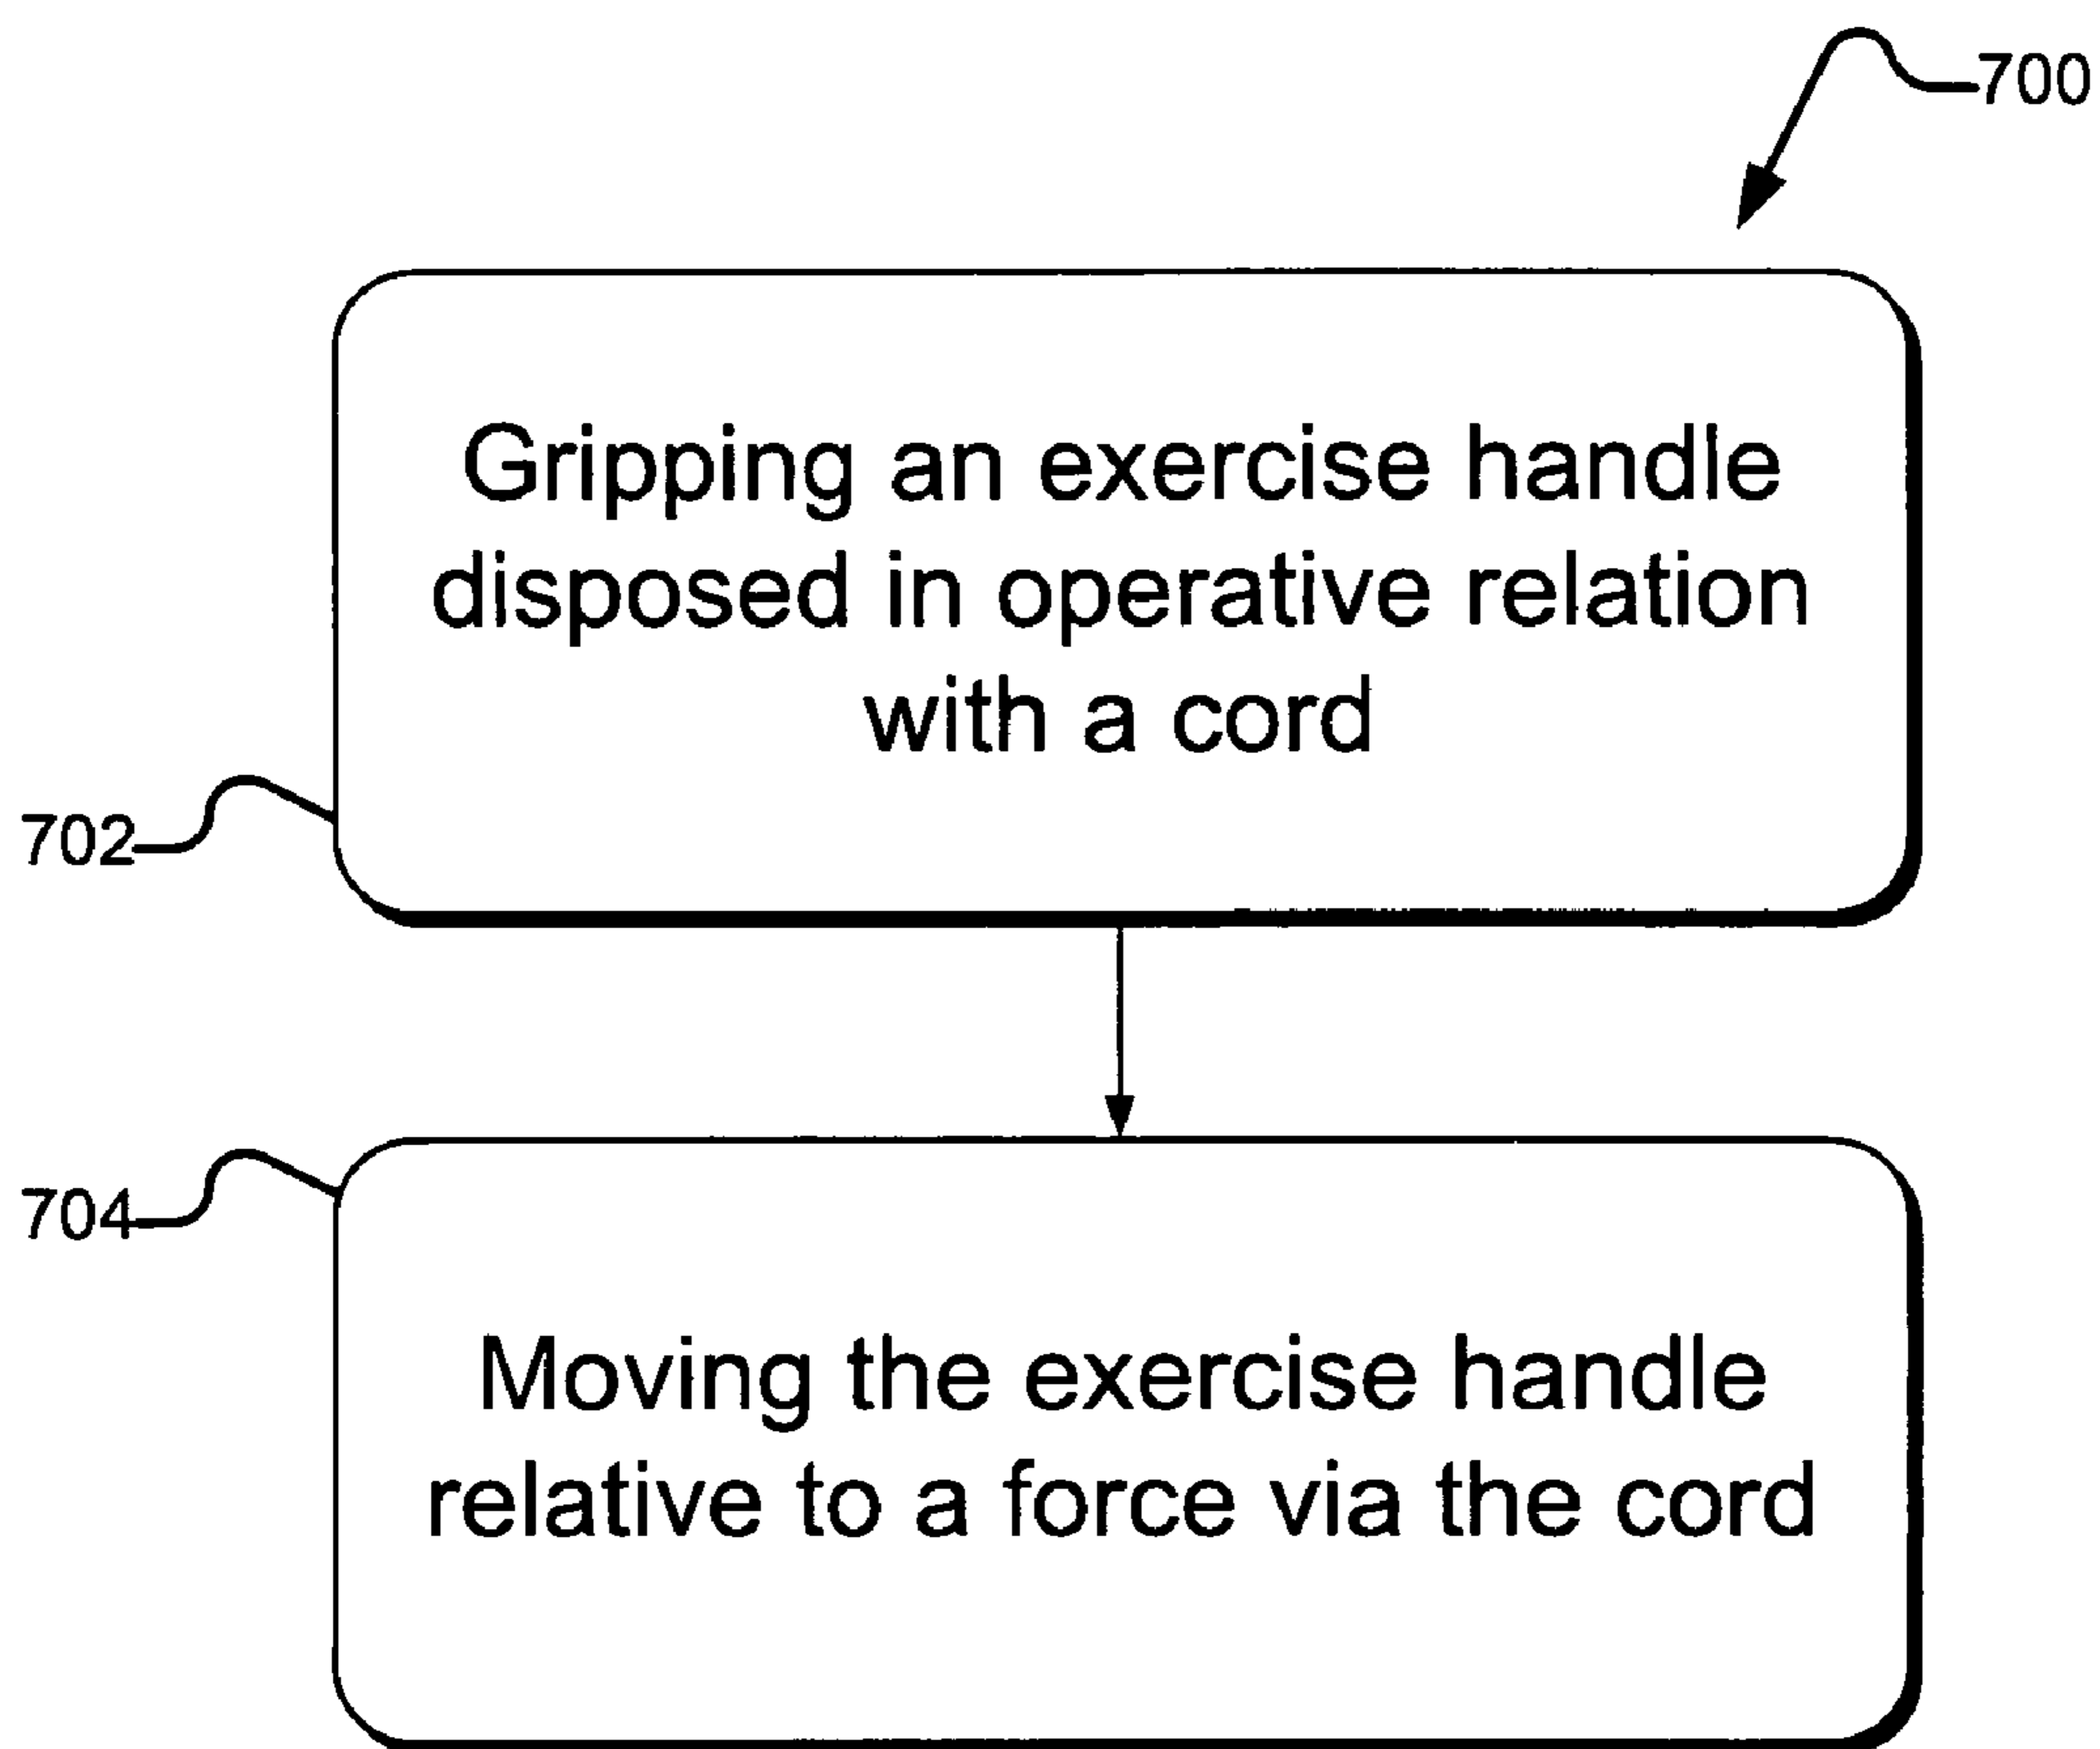 700
Gripping an exercise handle
disposed in operative relation
with a cord
702
704
Moving the exercise handle
relative to a force via the cord